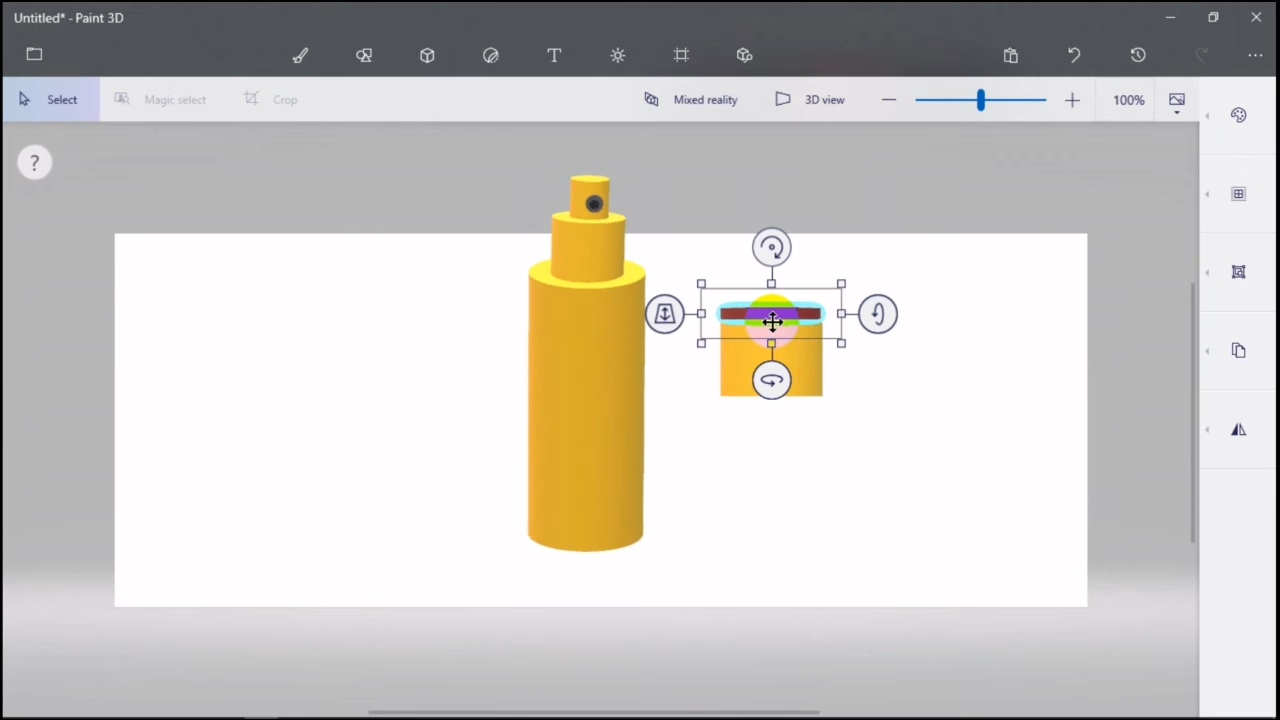 Untitled* - Paint 3D
Select
Magic select
Crop
Mixed reality
3D view
100%
?